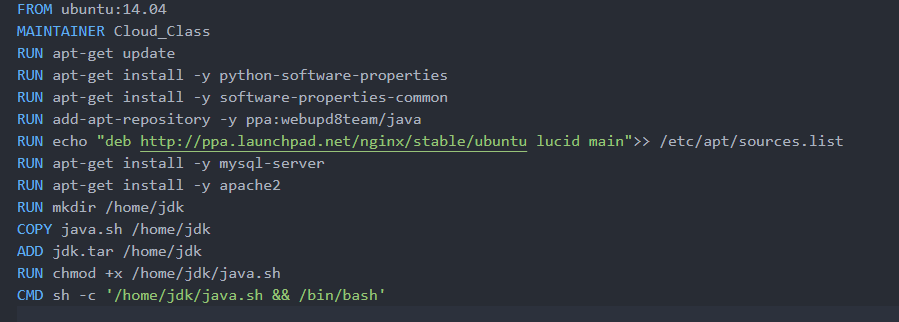 FROM ubuntu:14.04
MAINTAINER Cloud_Class
RUN apt-get update
RUN apt-get install -y python-software-properties
RUN apt-get install -y software-properties-common
RUN add-apt-repository -y ppa:webupd8team/java
RUN echo "deb http://ppa.launchpad.net/nginx/stable/ubuntu lucid main">> /etc/apt/sources.list
RUN apt-get install -y mysql-server
RUN apt-get install -y apache2
RUN mkdir /home/jdk
COPY java.sh /home/jdk
ADD jdk.tar /home/jdk
RUN chmod +x /home/jdk/java.sh
CMD sh -c '/home/jdk/java.sh && /bin/bash'